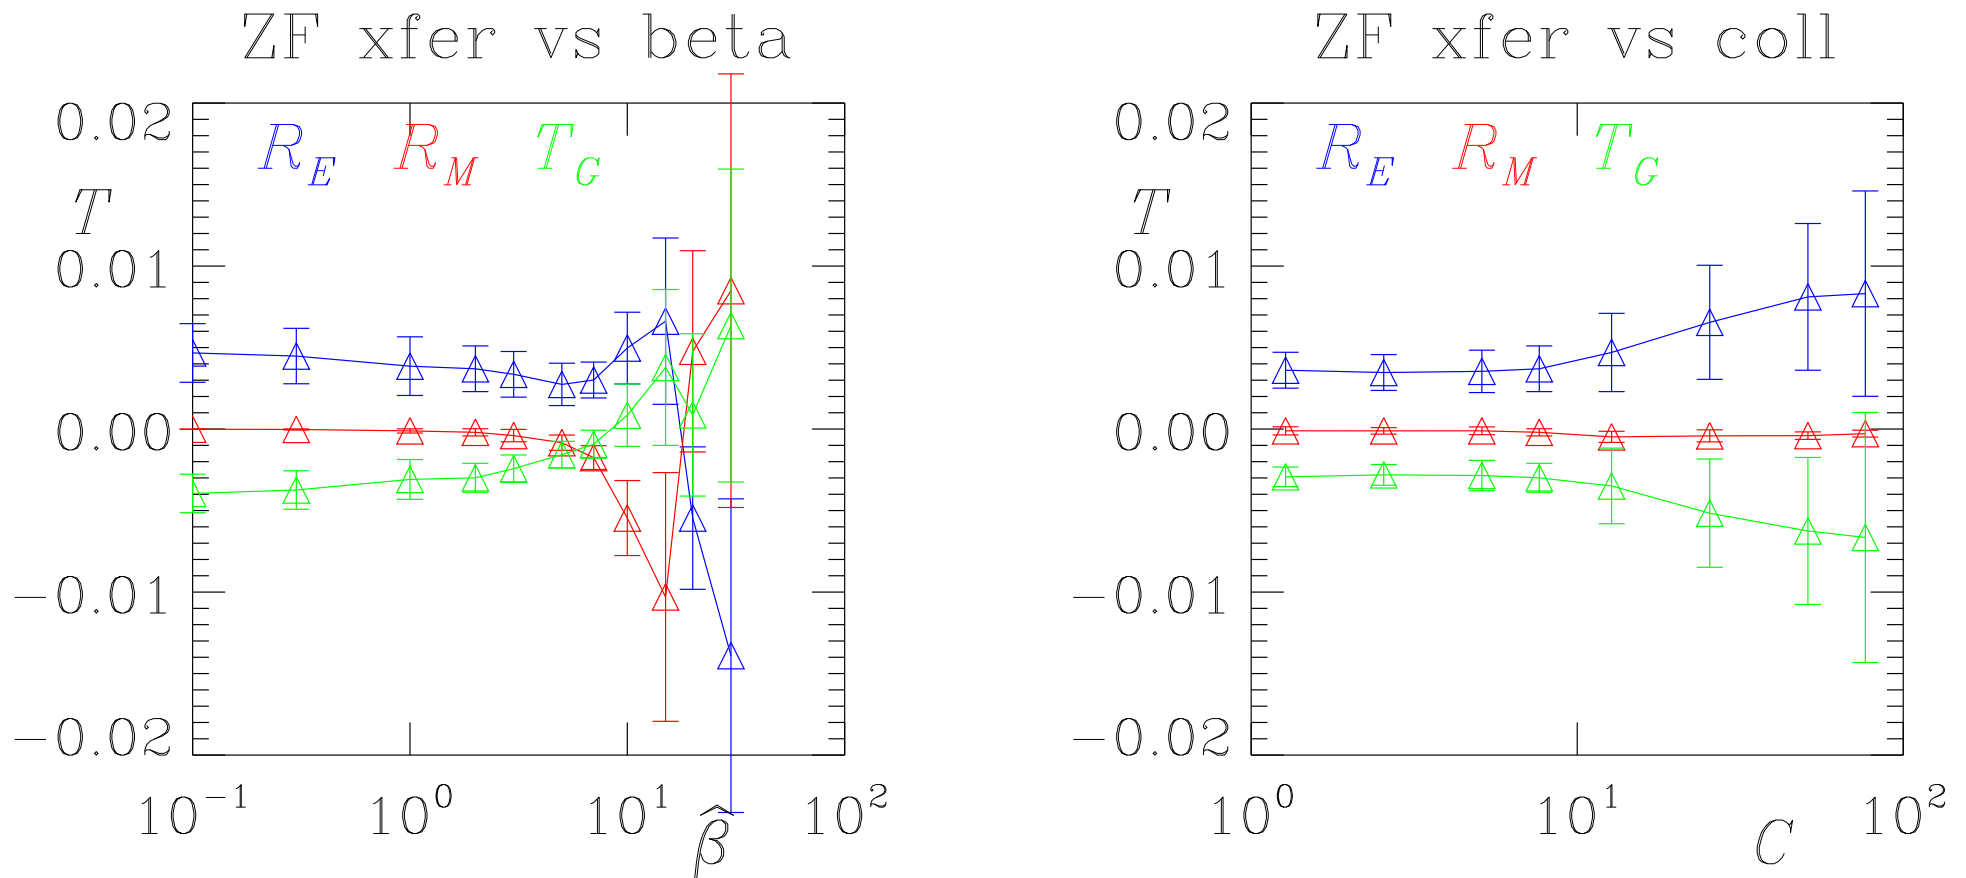 ZF xfer vs beta
0.02
R_E R_M T_G
T
0.01
0.00
−0.01
−0.02
10^-1 10^0 10^1 10^2
β̂
ZF xfer vs coll
0.02
R_E R_M T_G
T
0.01
0.00
−0.01
−0.02
10^0 10^1 10^2
C